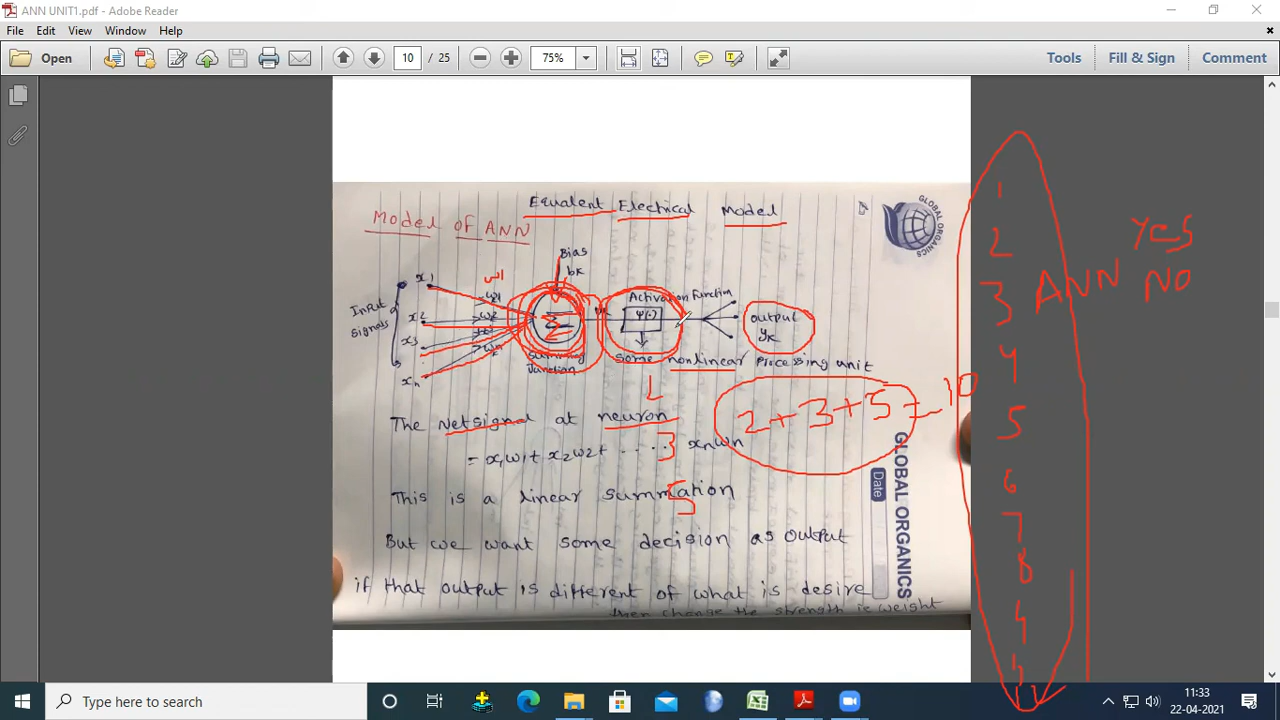 ANN UNIT1.pdf - Adobe Reader
File Edit View Window Help
Open 10 / 25 75% Tools Fill & Sign Comment
Equalent Electrical Model
Model of ANN
GLOBAL ORGANICS
Bias
bk
w1
x1
Input
Signals
x2
x3
xn
w1
w2
wn
Σ
Summing
Junction
Activation Function
Ψ(·)
output
yk
Some nonlinear processing unit
The Netsignal at neuron
= x1w1+ x2w2+ ..... xnwn
This is a linear summation
But we want some decision as output
if that output is different of what is desire
then change the strength ie weight
GLOBAL ORGANICS
Date
2+3+5=10
3
5
1
2
3
4
5
6
7
8
ANN
YES
NO
Type here to search
11:33
22-04-2021